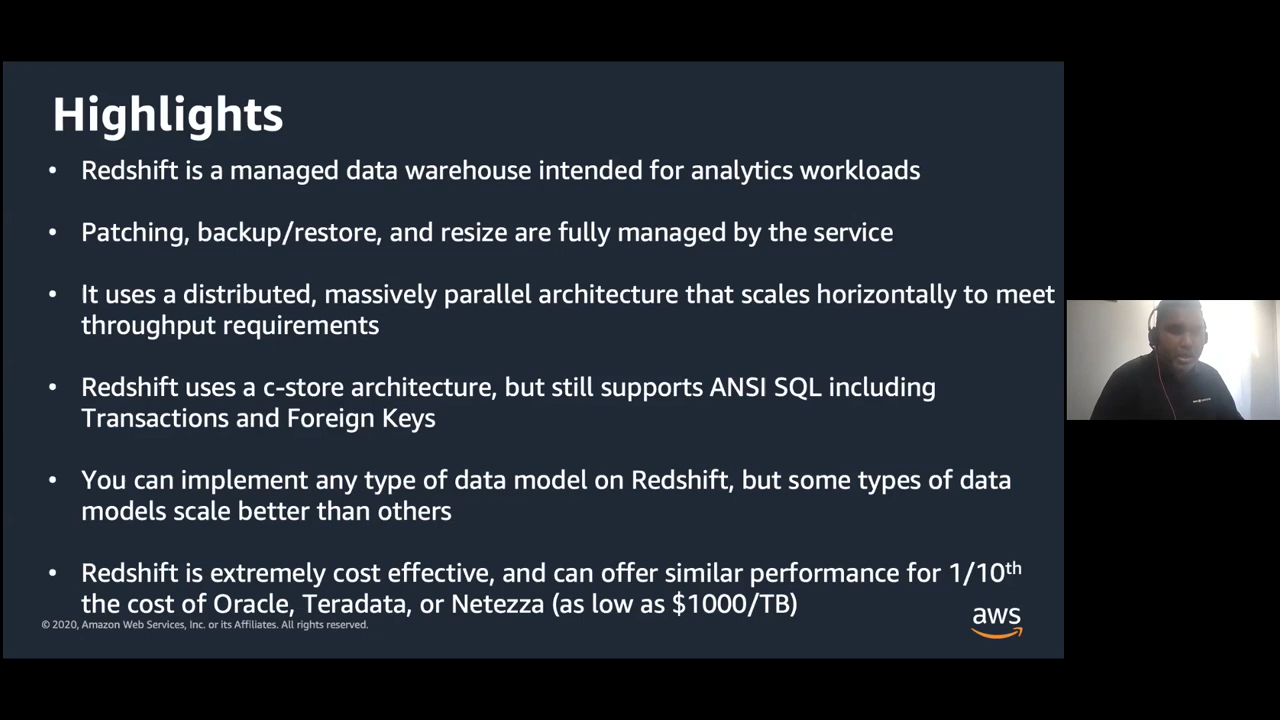 Highlights
• Redshift is a managed data warehouse intended for analytics workloads
• Patching, backup/restore, and resize are fully managed by the service
• It uses a distributed, massively parallel architecture that scales horizontally to meet
throughput requirements
• Redshift uses a c-store architecture, but still supports ANSI SQL including
Transactions and Foreign Keys
• You can implement any type of data model on Redshift, but some types of data
models scale better than others
• Redshift is extremely cost effective, and can offer similar performance for 1/10th
the cost of Oracle, Teradata, or Netezza (as low as $1000/TB)
© 2020, Amazon Web Services, Inc. or its Affiliates. All rights reserved.
aws